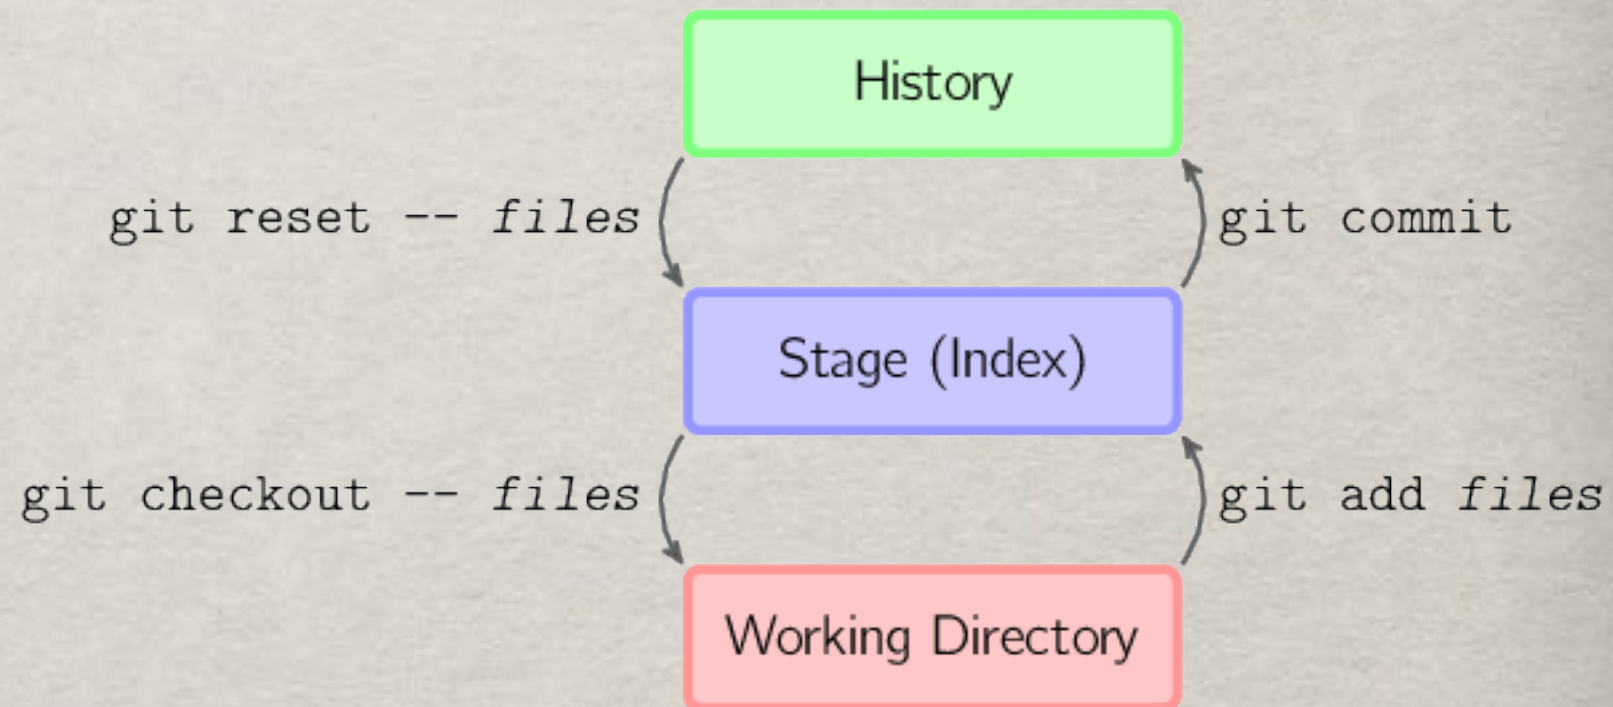 History
git reset -- files
git commit
Stage (Index)
git checkout -- files
git add files
Working Directory